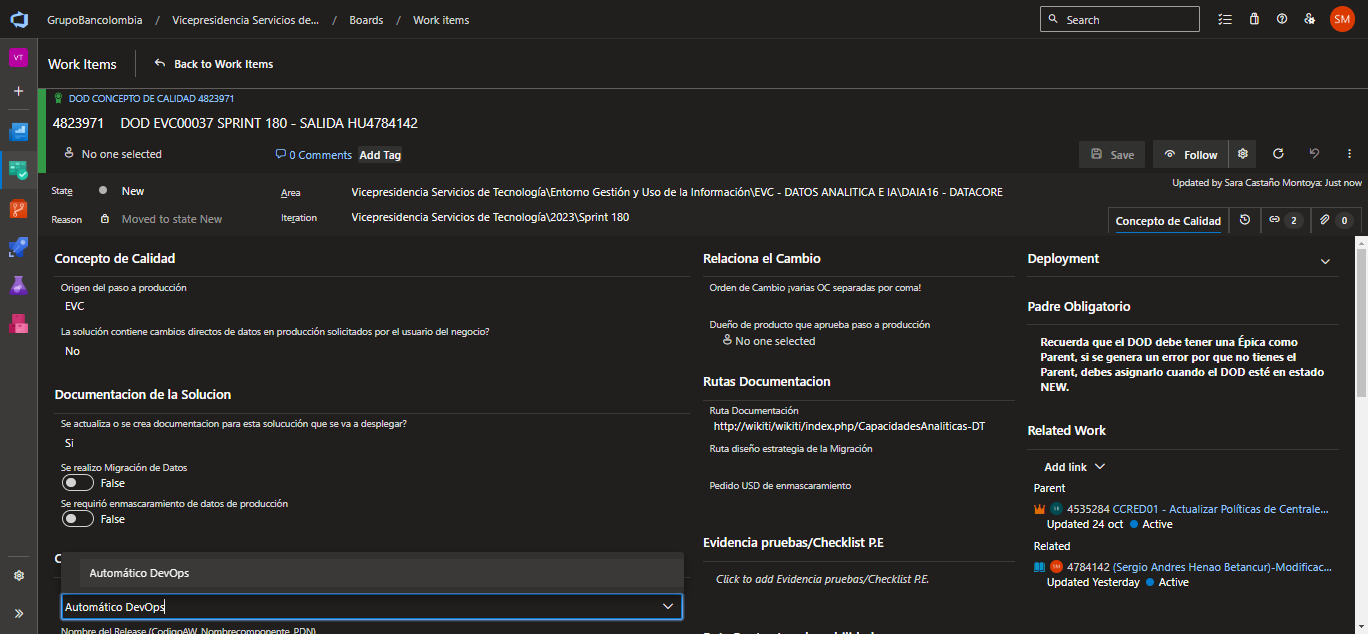 GrupoBancolombia / Vicepresidencia Servicios de... / Boards / Work items
Search
SM
VT
Work Items
Back to Work Items
DOD CONCEPTO DE CALIDAD 4823971
4823971 DOD EVC00037 SPRINT 180 - SALIDA HU4784142
No one selected
0 Comments
Add Tag
Save
Follow
State
New
Area
Vicepresidencia Servicios de Tecnología\Entorno Gestión y Uso de la Información\EVC - DATOS ANALITICA E IA\DAIA16 - DATACORE
Updated by Sara Castaño Montoya: Just now
Reason
Moved to state New
Iteration
Vicepresidencia Servicios de Tecnología\2023\Sprint 180
Concepto de Calidad
2
0
Concepto de Calidad
Origen del paso a producción
EVC
La solución contiene cambios directos de datos en producción solicitados por el usuario del negocio?
No
Documentacion de la Solucion
Se actualiza o se crea documentacion para esta solucución que se va a desplegar?
Si
Se realizo Migración de Datos
False
Se requirió enmascaramiento de datos de producción
False
Automático DevOps
Automático DevOps
Nombre del Release (CodigoAW_Nombrecomponente_PDN)
Relaciona el Cambio
Orden de Cambio ¡varias OC separadas por coma!
Dueño de producto que aprueba paso a producción
No one selected
Rutas Documentacion
Ruta Documentación
http://wikiti/wikiti/index.php/CapacidadesAnaliticas-DT
Ruta diseño estrategia de la Migración
Pedido USD de enmascaramiento
Evidencia pruebas/Checklist P.E
Click to add Evidencia pruebas/Checklist P.E.
Deployment
Padre Obligatorio
Recuerda que el DOD debe tener una Épica como
Parent, si se genera un error por que no tienes el
Parent, debes asignarlo cuando el DOD esté en estado
NEW.
Related Work
Add link
Parent
4535284 CCRED01 - Actualizar Políticas de Centrale...
Updated 24 oct Active
Related
SM
4784142 (Sergio Andres Henao Betancur)-Modificac...
Updated Yesterday Active